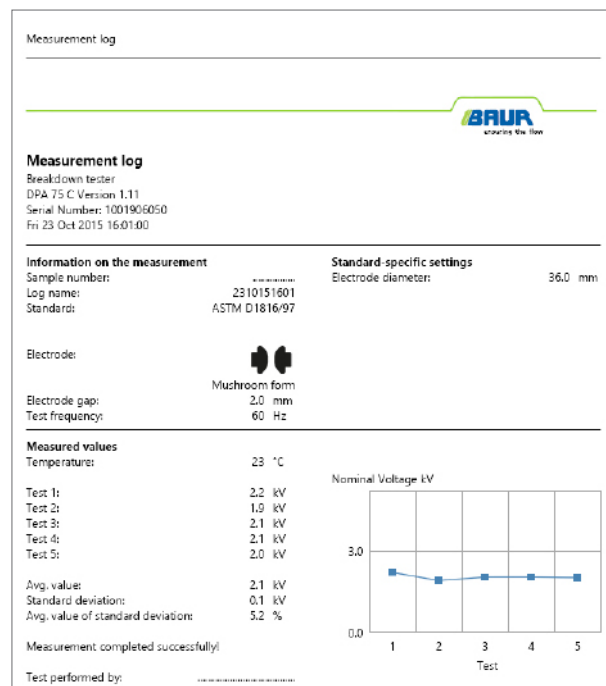 Measurement log
BAUR
ensuring the flow
Measurement log
Breakdown tester
DPA 75 C Version 1.11
Serial Number: 1001906050
Fri 23 Oct 2015 16:01:00
Information on the measurement
Sample number: ................
Log name: 2310151601
Standard: ASTM D1816/97
Standard-specific settings
Electrode diameter: 36.0 mm
Electrode:
Mushroom form
Electrode gap: 2.0 mm
Test frequency: 60 Hz
Measured values
Temperature: 23 °C
Test 1: 2.2 kV
Test 2: 1.9 kV
Test 3: 2.1 kV
Test 4: 2.1 kV
Test 5: 2.0 kV
Avg. value: 2.1 kV
Standard deviation: 0.1 kV
Avg. value of standard deviation: 5.2 %
Measurement completed successfully!
Test performed by: ................................
Nominal Voltage kV
3.0
0.0
1 2 3 4 5
Test